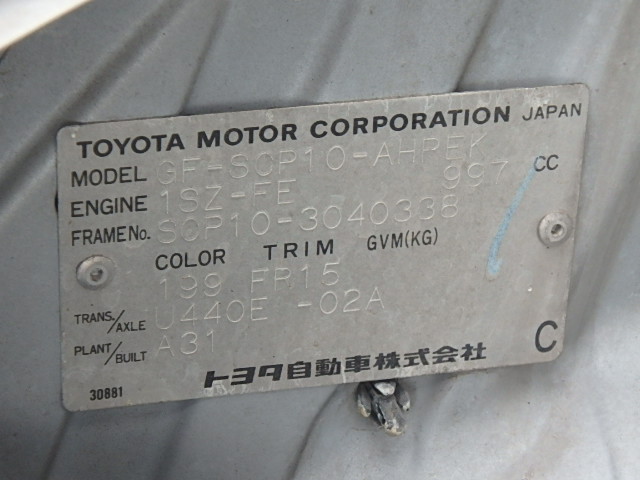 TOYOTA MOTOR CORPORATION JAPAN
MODEL GF-SCP10-AHPEK
ENGINE 1SZ-FE 997 CC
FRAME No. SCP10-3040338
COLOR TRIM GVM(KG)
199 FP15
TRANS./AXLE U440E -02A
PLANT/BUILT A31
トヨタ自動車株式会社 C
30881